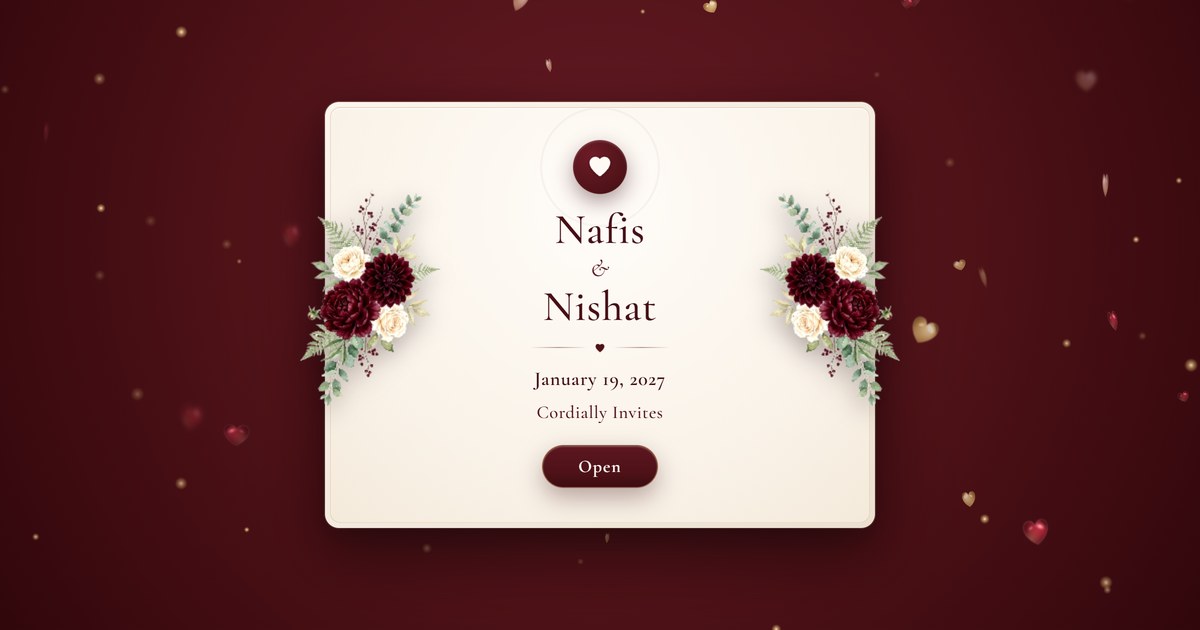 Nafis
&
Nishat
January 19, 2027
Cordially Invites
Open